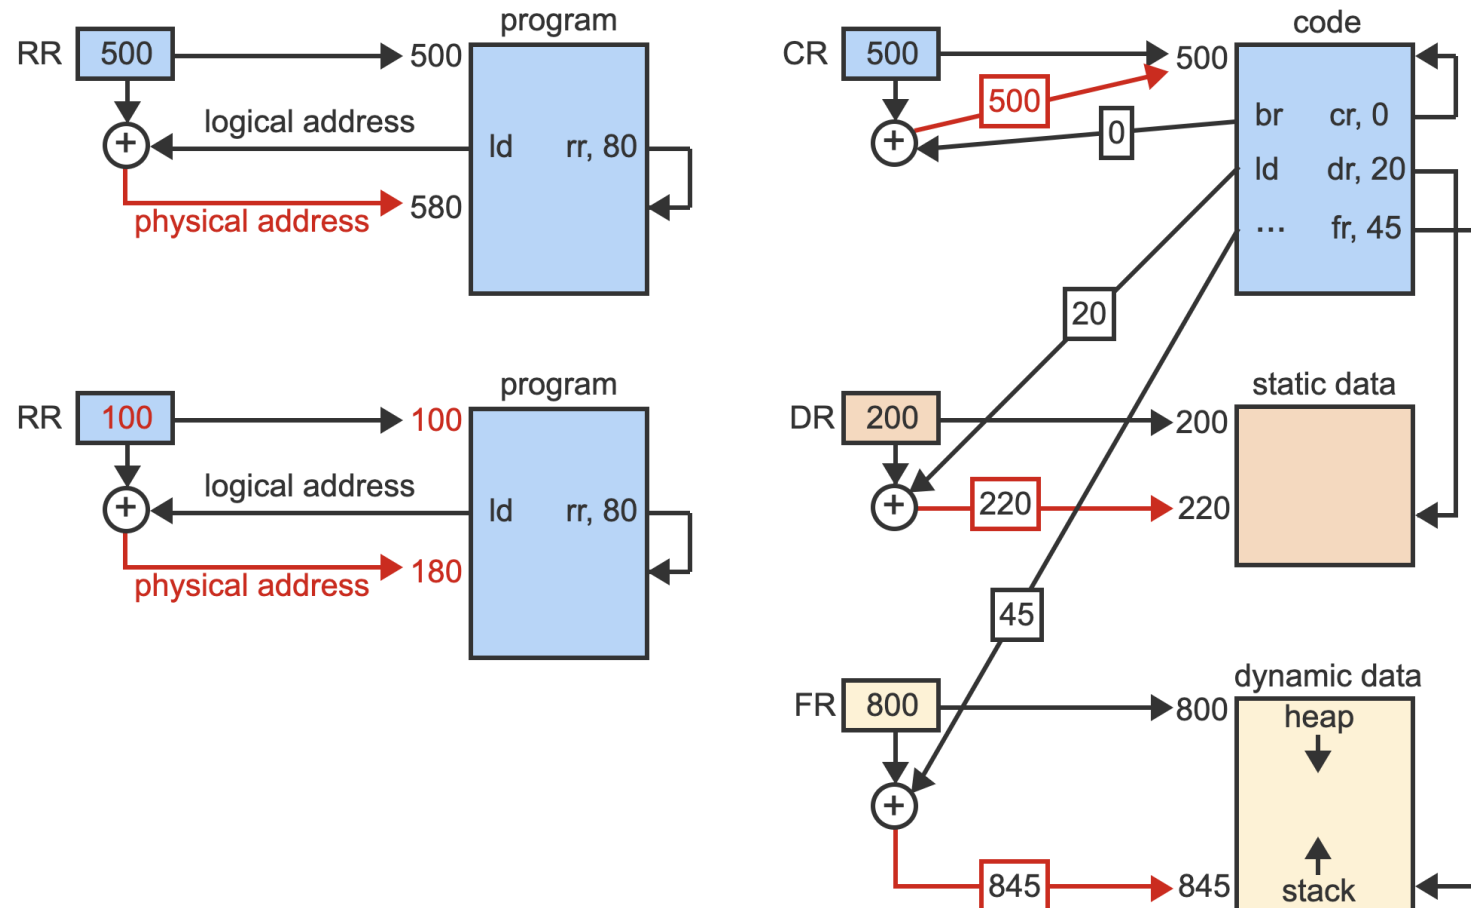 program
RR 500 500
+ logical address ld rr, 80
physical address 580
program
RR 100 100
+ logical address ld rr, 80
physical address 180
code
CR 500 500
500
+ 0 br cr, 0
ld dr, 20
... fr, 45
20
static data
DR 200 200
+ 220 220
45
dynamic data
FR 800 800 heap
+
845 845 stack